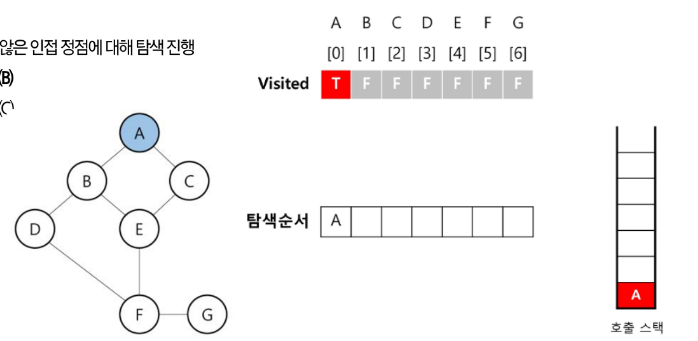 않은 인접 정점에 대해 탐색 진행
(B)
(C)
A B C D E F G
[0] [1] [2] [3] [4] [5] [6]
Visited T F F F F F F
A
B
C
D
E
F
G
탐색순서 A
A
호출 스택